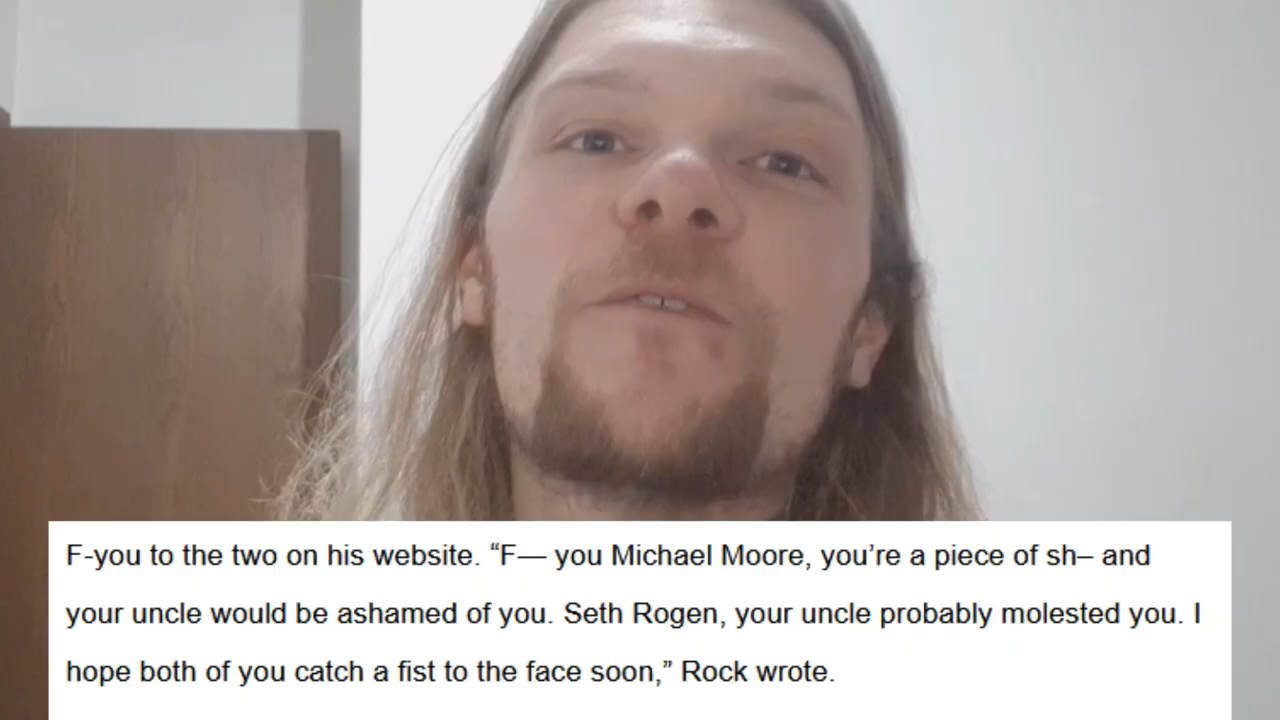 F-you to the two on his website. “F— you Michael Moore, you’re a piece of sh– and
your uncle would be ashamed of you. Seth Rogen, your uncle probably molested you. I
hope both of you catch a fist to the face soon,” Rock wrote.